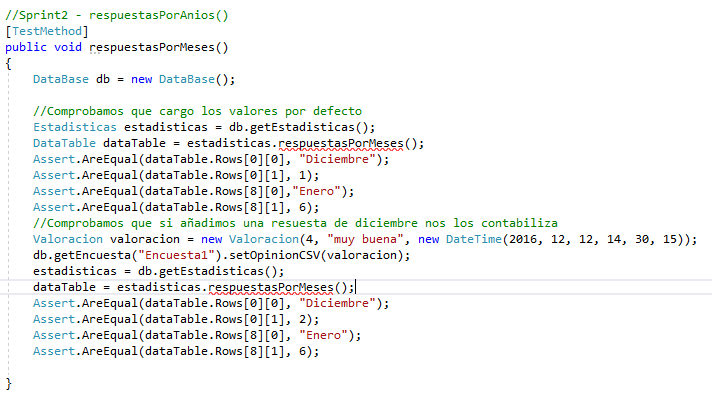 //Sprint2 - respuestasPorAnios()
[TestMethod]
public void respuestasPorMeses()
{
DataBase db = new DataBase();
//Comprobamos que cargo los valores por defecto
Estadisticas estadisticas = db.getEstadisticas();
DataTable dataTable = estadisticas.respuestasPorMeses();
Assert.AreEqual(dataTable.Rows[0][0], "Diciembre");
Assert.AreEqual(dataTable.Rows[0][1], 1);
Assert.AreEqual(dataTable.Rows[8][0],"Enero");
Assert.AreEqual(dataTable.Rows[8][1], 6);
//Comprobamos que si añadimos una resuesta de diciembre nos los contabiliza
Valoracion valoracion = new Valoracion(4, "muy buena", new DateTime(2016, 12, 12, 14, 30, 15));
db.getEncuesta("Encuesta1").setOpinionCSV(valoracion);
estadisticas = db.getEstadisticas();
dataTable = estadisticas.respuestasPorMeses();
Assert.AreEqual(dataTable.Rows[0][0], "Diciembre");
Assert.AreEqual(dataTable.Rows[0][1], 2);
Assert.AreEqual(dataTable.Rows[8][0], "Enero");
Assert.AreEqual(dataTable.Rows[8][1], 6);
}